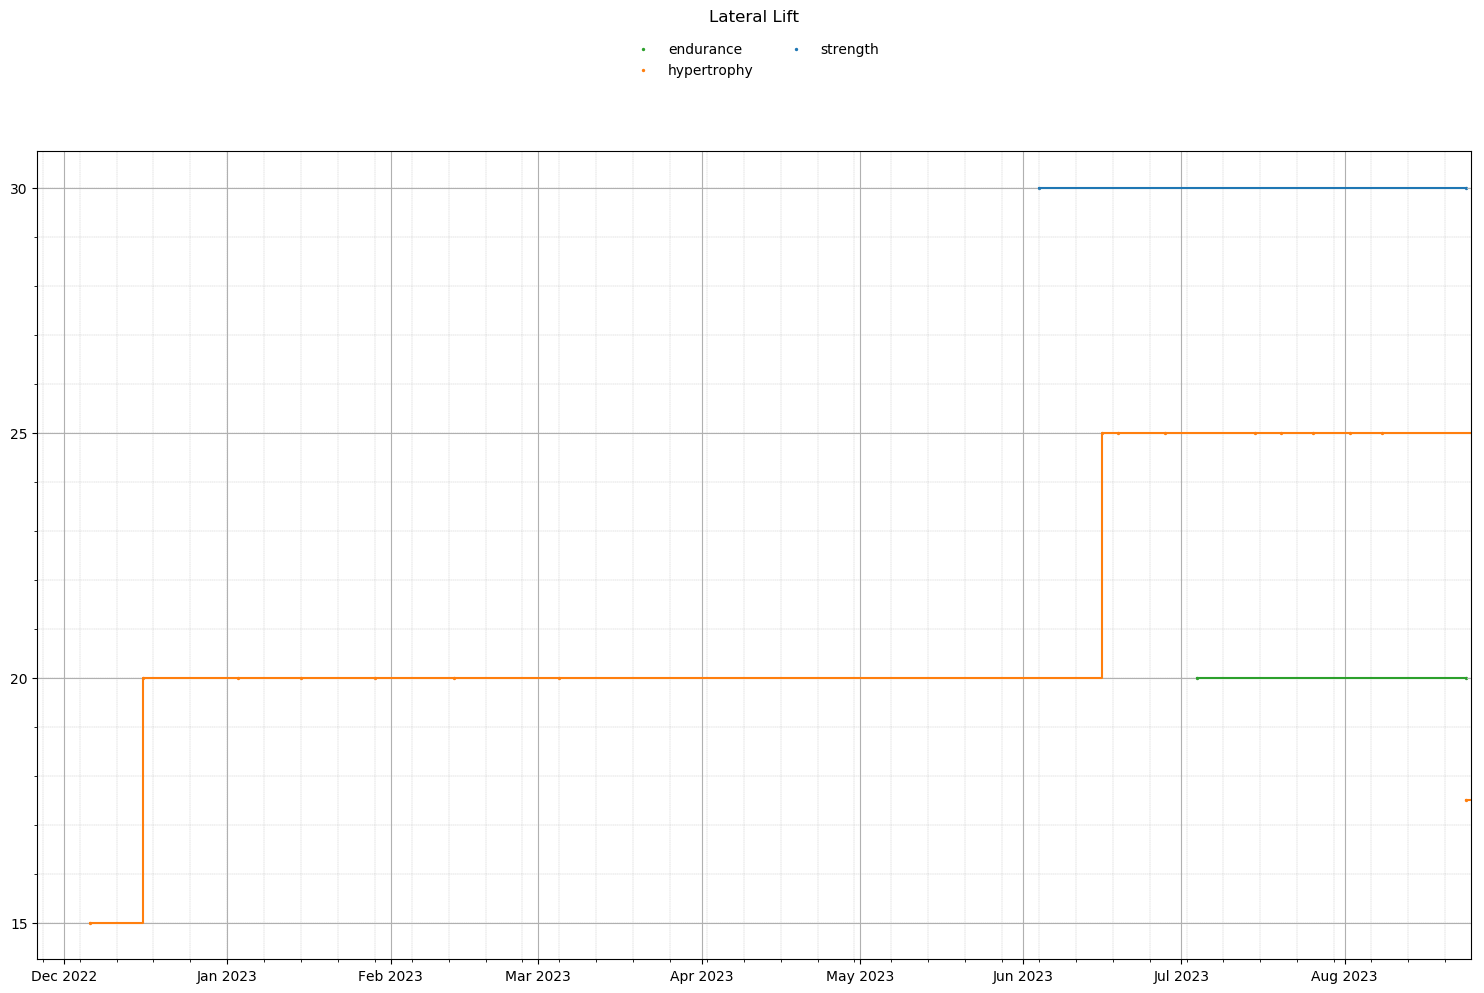 Lateral Lift
endurance
strength
hypertrophy
30
25
20
15
Dec 2022
Jan 2023
Feb 2023
Mar 2023
Apr 2023
May 2023
Jun 2023
Jul 2023
Aug 2023